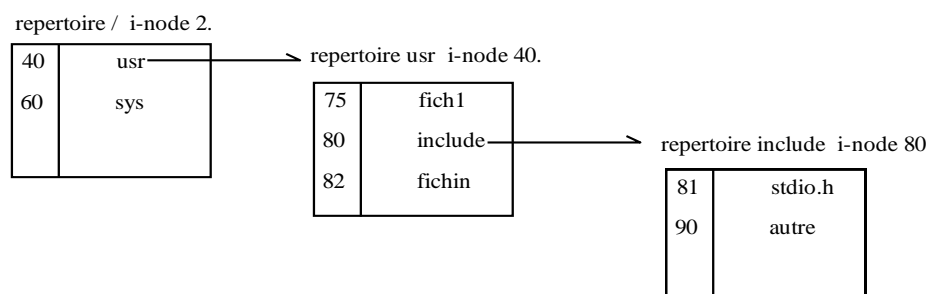 repertoire / i-node 2.
40 usr
60 sys
repertoire usr i-node 40.
75 fich1
80 include
82 fichin
repertoire include i-node 80
81 stdio.h
90 autre